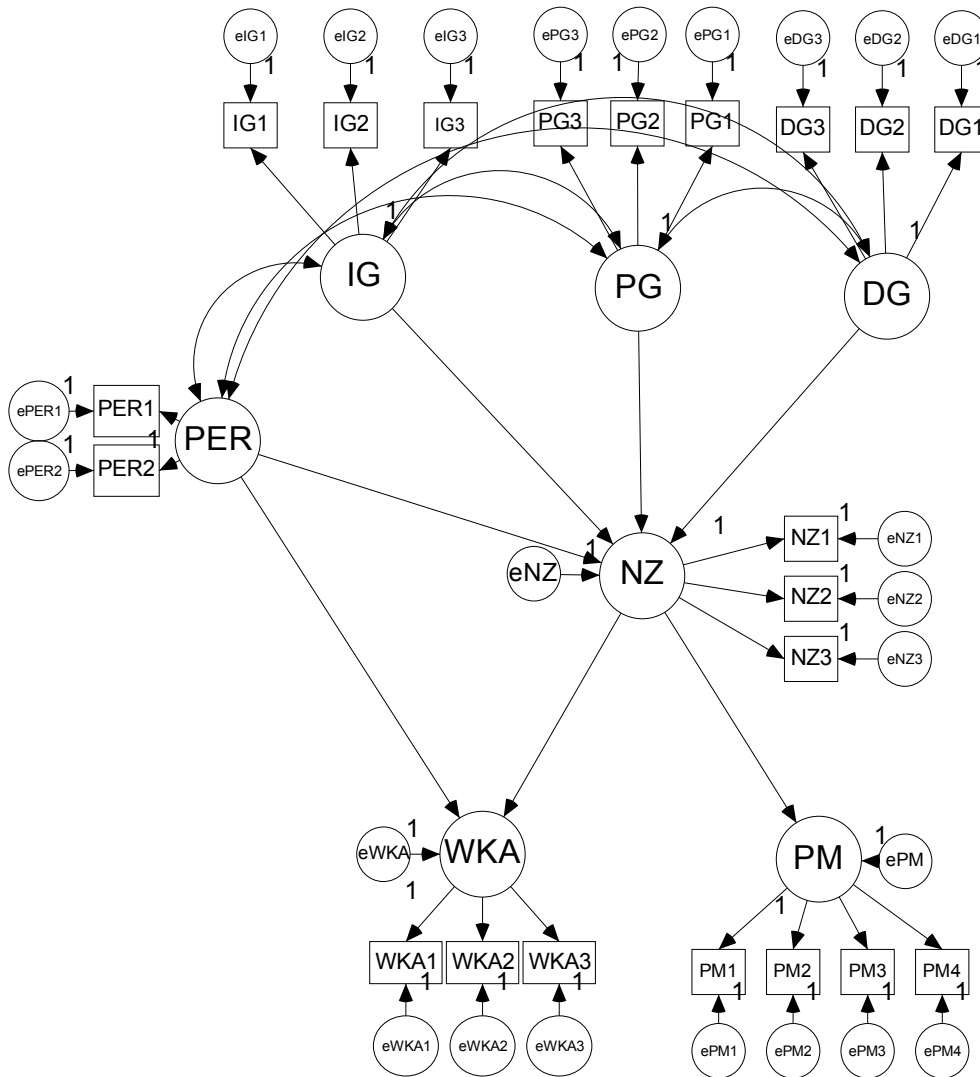 eIG1 eIG2 eIG3 ePG3 ePG2 ePG1 eDG3 eDG2 eDG1
1 1 1 1 1 1 1 1 1
IG1 IG2 IG3 PG3 PG2 PG1 DG3 DG2 DG1
1 1 1
IG PG DG
1
ePER1 PER1
1 1 PER
ePER2 PER2
1 1
NZ1 eNZ1
1
eNZ NZ
1
NZ2 eNZ2
1
NZ3 eNZ3
1 1
eWKA WKA PM ePM
1 1
WKA1 WKA2 WKA3 PM1 PM2 PM3 PM4
1 1 1 1 1 1 1
eWKA1 eWKA2 eWKA3 ePM1 ePM2 ePM3 ePM4